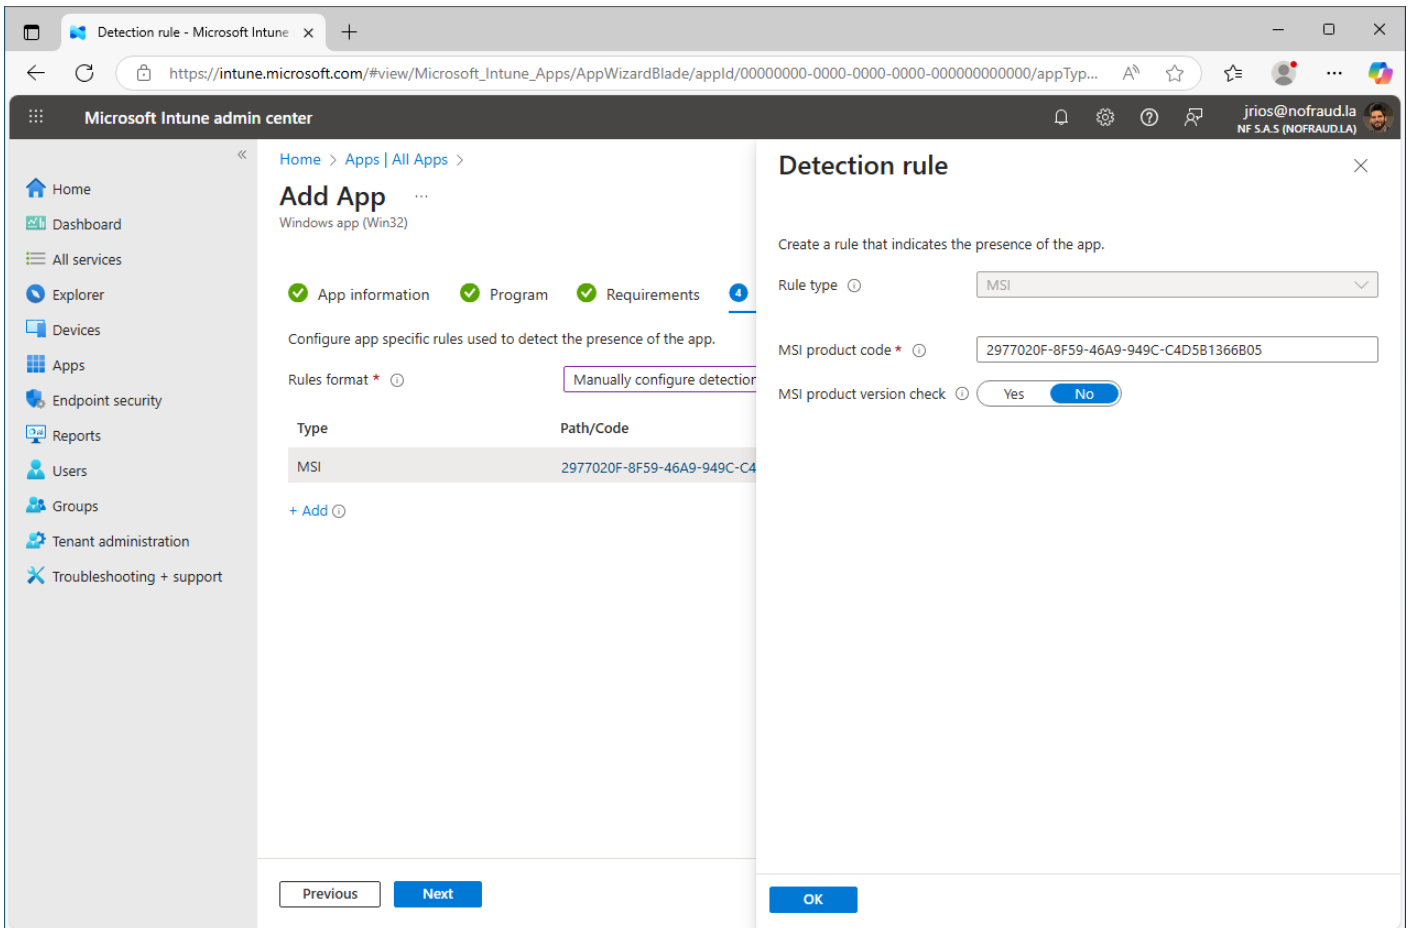 Detection rule - Microsoft Intune
https://intune.microsoft.com/#view/Microsoft_Intune_Apps/AppWizardBlade/appId/00000000-0000-0000-0000-000000000000/appTyp...
Microsoft Intune admin center
jrios@nofraud.la
NF S.A.S (NOFRAUD.LA)
Home
Dashboard
All services
Explorer
Devices
Apps
Endpoint security
Reports
Users
Groups
Tenant administration
Troubleshooting + support
Home > Apps | All Apps >
Add App ...
Windows app (Win32)
App information Program Requirements 4
Configure app specific rules used to detect the presence of the app.
Rules format * Manually configure detection
Type Path/Code
MSI 2977020F-8F59-46A9-949C-C4
+ Add
Previous Next
Detection rule
Create a rule that indicates the presence of the app.
Rule type MSI
MSI product code * 2977020F-8F59-46A9-949C-C4D5B1366B05
MSI product version check Yes No
OK